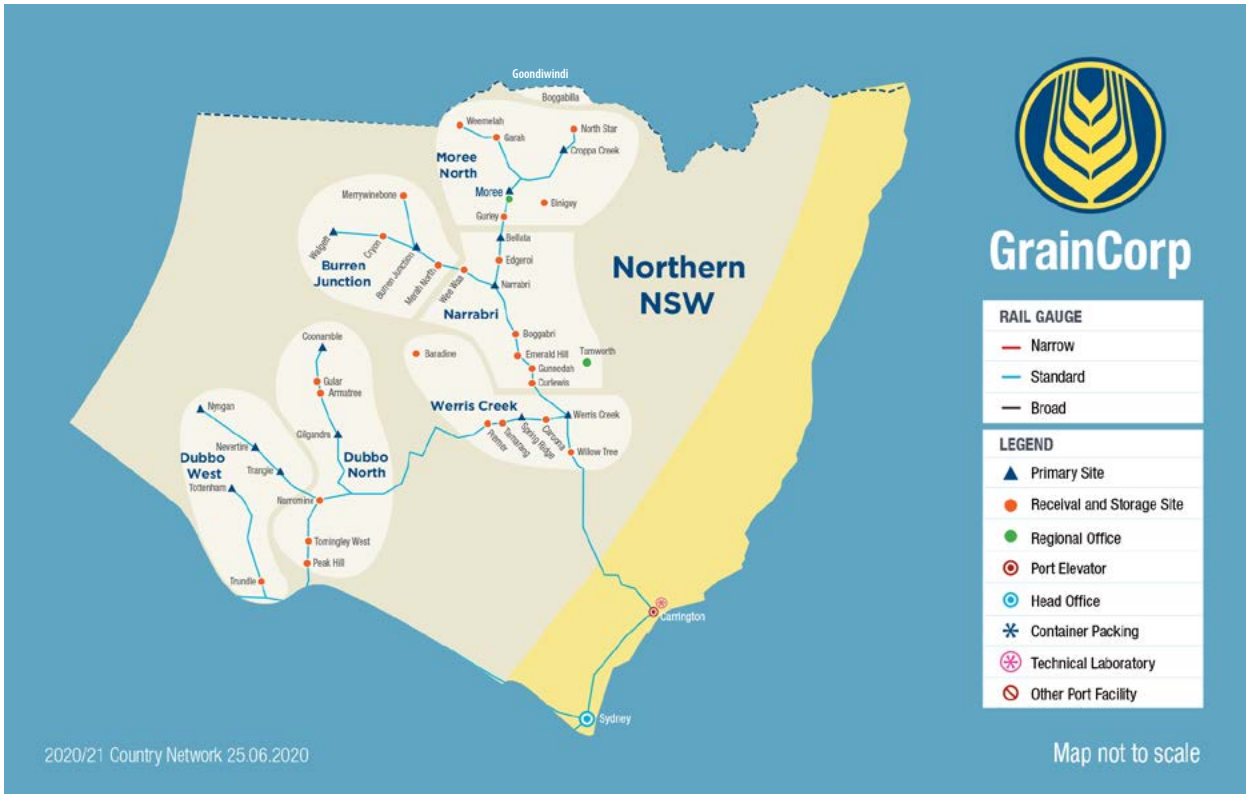 Goondiwindi
Boggabilla
Weemelah
Garah
North Star
Croppa Creek
Moree
North
Moree
Biniguy
Gurley
Merrywinebone
Walgett
Cryon
Burren Junction
Merah North
Wee Waa
Burren
Junction
Bellata
Edgeroi
Narrabri
Narrabri
Northern
NSW
Boggabri
Emerald Hill
Gunnedah
Curlewis
Tamworth
Baradine
Coonamble
Gular
Armatree
Gilgandra
Werris Creek
Werris Creek
Premer
Tamarang
Spring Ridge
Caroona
Willow Tree
Nyngan
Nevertire
Trangie
Dubbo
West
Tottenham
Dubbo
North
Narromine
Tomingley West
Peak Hill
Trundle
Carrington
Sydney
GrainCorp
RAIL GAUGE
Narrow
Standard
Broad
LEGEND
Primary Site
Receival and Storage Site
Regional Office
Port Elevator
Head Office
Container Packing
Technical Laboratory
Other Port Facility
2020/21 Country Network 25.06.2020
Map not to scale